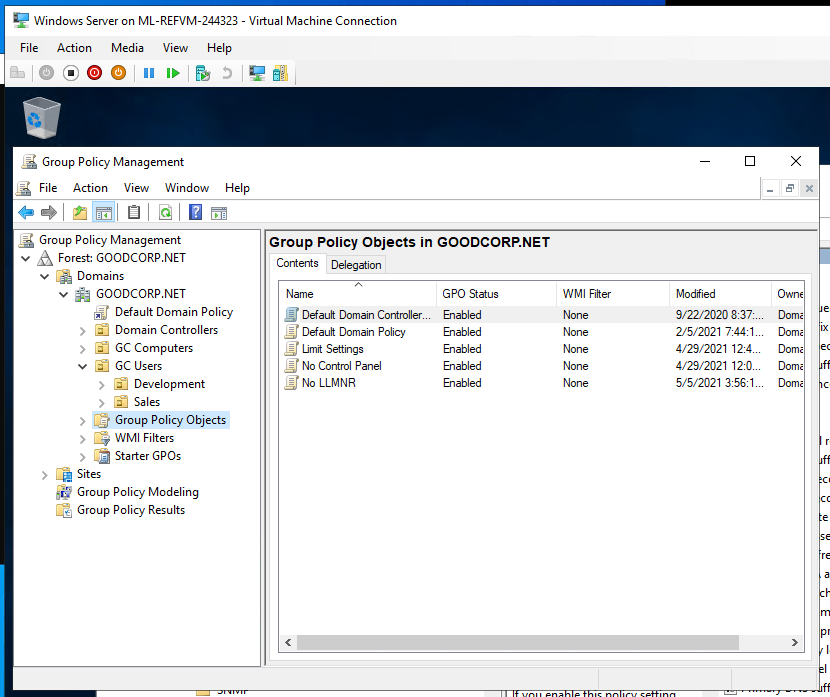 Windows Server on ML-REFVM-244323 - Virtual Machine Connection
File Action Media View Help
Group Policy Management
File Action View Window Help
Group Policy Management
Forest: GOODCORP.NET
Domains
GOODCORP.NET
Default Domain Policy
Domain Controllers
GC Computers
GC Users
Development
Sales
Group Policy Objects
WMI Filters
Starter GPOs
Sites
Group Policy Modeling
Group Policy Results
Group Policy Objects in GOODCORP.NET
Contents Delegation
Name GPO Status WMI Filter Modified Owne
Default Domain Controller... Enabled None 9/22/2020 8:37:... Doma
Default Domain Policy Enabled None 2/5/2021 7:44:1... Doma
Limit Settings Enabled None 4/29/2021 12:4... Doma
No Control Panel Enabled None 4/29/2021 12:0... Doma
No LLMNR Enabled None 5/5/2021 3:56:1... Doma
SNMP
If you enable this policy setting